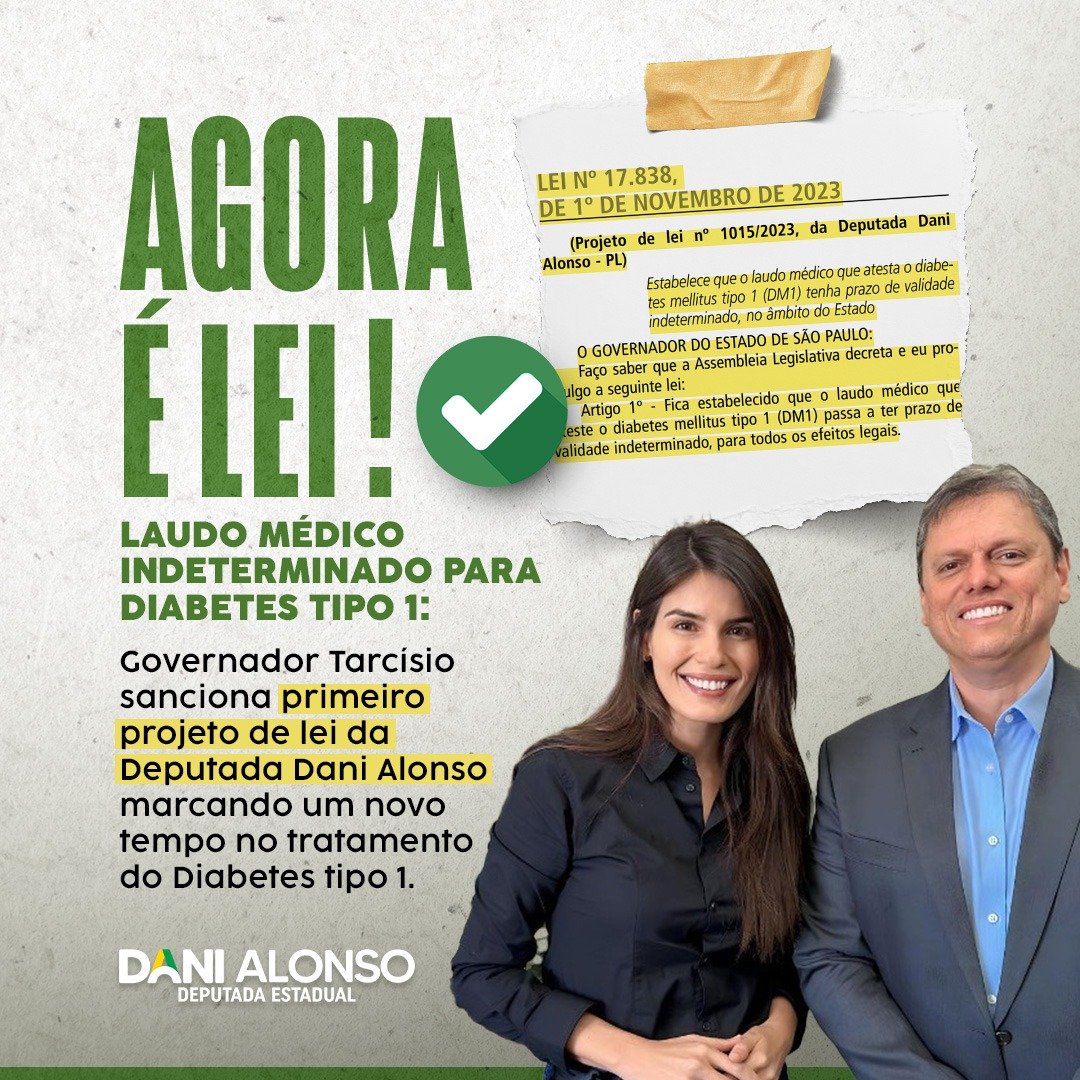 AGORA
É LEI !
LAUDO MÉDICO
INDETERMINADO PARA
DIABETES TIPO 1:
Governador Tarcísio
sanciona primeiro
projeto de lei da
Deputada Dani Alonso
marcando um novo
tempo no tratamento
do Diabetes tipo 1.
DANI ALONSO
DEPUTADA ESTADUAL
LEI Nº 17.838,
DE 1º DE NOVEMBRO DE 2023
(Projeto de lei nº 1015/2023, da Deputada Dani
Alonso - PL)
Estabelece que o laudo médico que atesta o diabe-
tes mellitus tipo 1 (DM1) tenha prazo de validade
indeterminado, no âmbito do Estado
O GOVERNADOR DO ESTADO DE SÃO PAULO:
Faço saber que a Assembleia Legislativa decreta e eu pro-
ulgo a seguinte lei:
Artigo 1º - Fica estabelecido que o laudo médico que
teste o diabetes mellitus tipo 1 (DM1) passa a ter prazo de
validade indeterminado, para todos os efeitos legais.